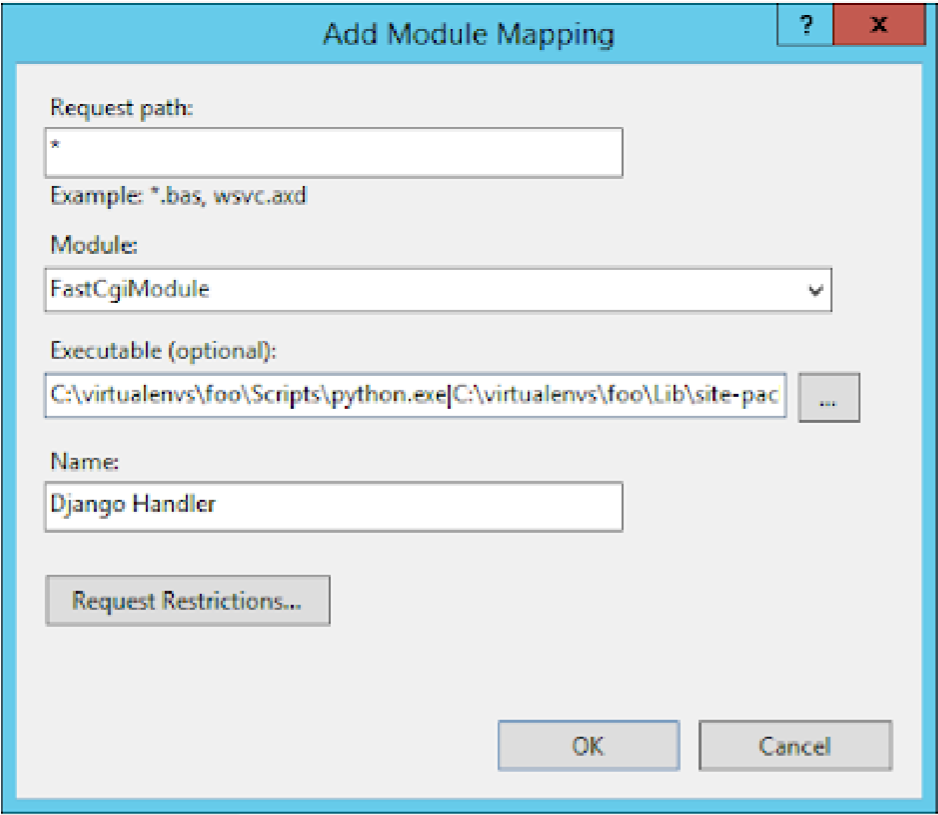 Add Module Mapping
?
x
Request path:
*
Example: *.bas, wsvc.axd
Module:
FastCgiModule
Executable (optional):
C:\virtualenvs\foo\Scripts\python.exe|C:\virtualenvs\foo\Lib\site-pac
...
Name:
Django Handler
Request Restrictions...
OK
Cancel